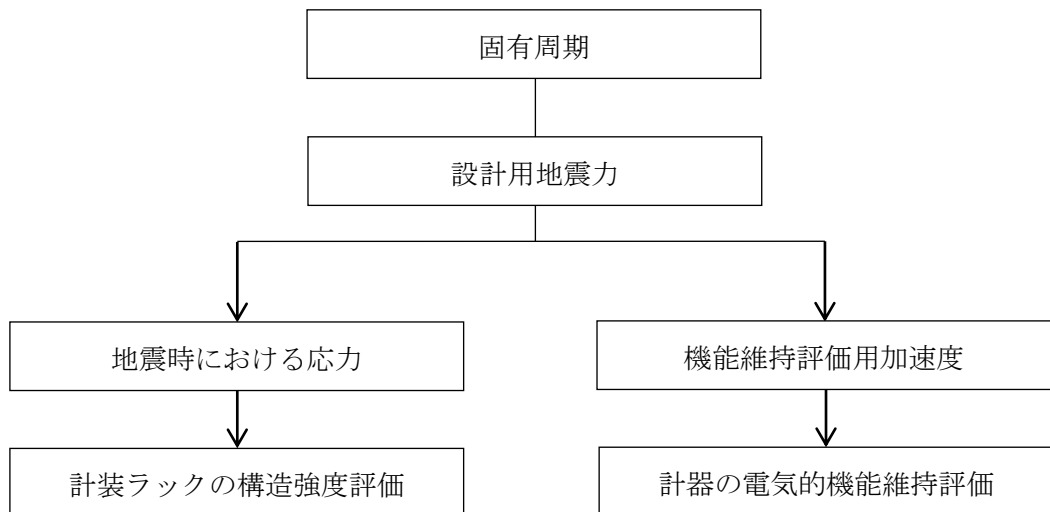 固有周期
設計用地震力
地震時における応力
機能維持評価用加速度
計装ラックの構造強度評価
計器の電気的機能維持評価